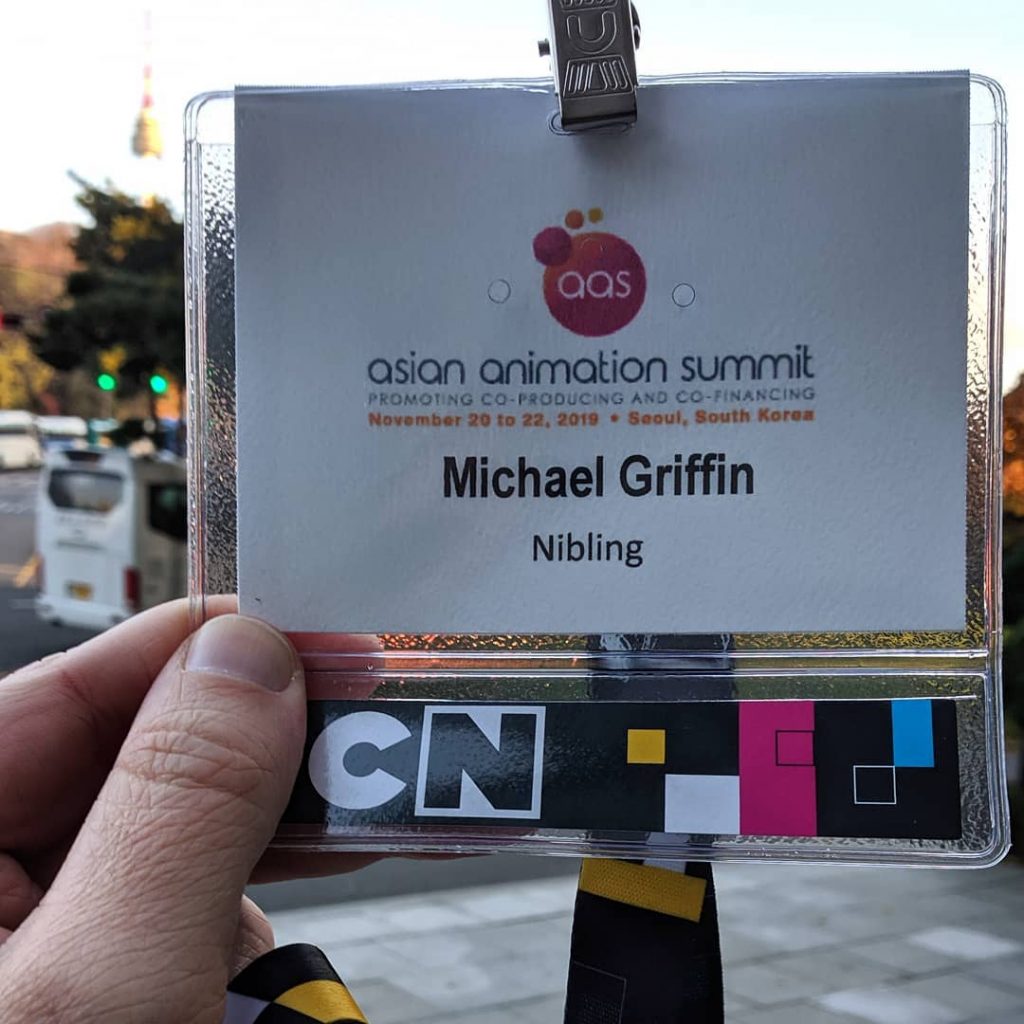 aas
asian animation summit
PROMOTING CO-PRODUCING AND CO-FINANCING
November 20 to 22, 2019 • Seoul, South Korea
Michael Griffin
Nibling
CN